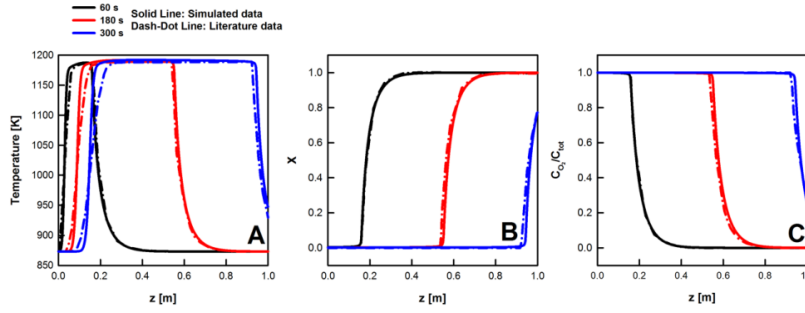 60 s Solid Line: Simulated data
180 s Dash-Dot Line: Literature data
300 s
Temperature [K]
1200
1150
1100
1050
1000
950
900
850
0.0 0.2 0.4 0.6 0.8 1.0
z [m]
A
X
1.0
0.8
0.6
0.4
0.2
0.0
0.0 0.2 0.4 0.6 0.8 1.0
z [m]
B
C_{O_2}/C_{tot}
1.0
0.8
0.6
0.4
0.2
0.0
0.0 0.2 0.4 0.6 0.8 1.0
z [m]
C